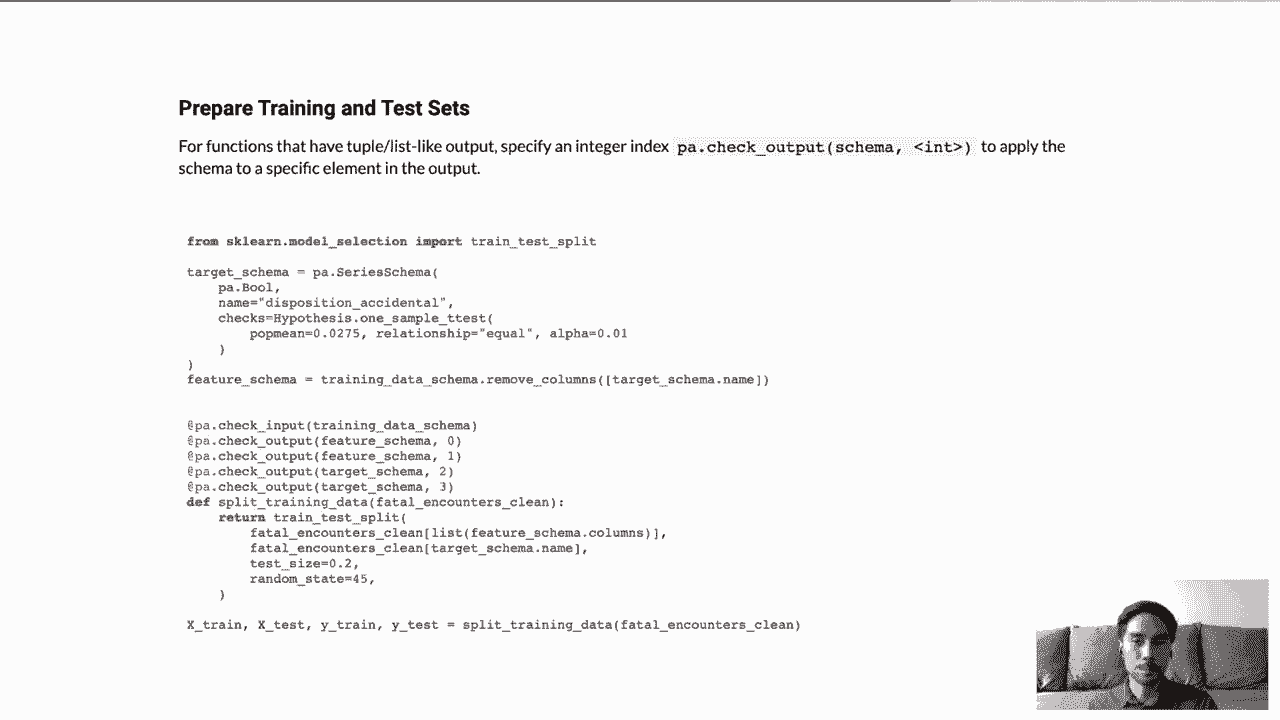 Prepare Training and Test Sets
For functions that have tuple/list-like output, specify an integer index pa.check_output(schema, <int>) to apply the
schema to a specific element in the output.
from sklearn.model_selection import train_test_split
target_schema = pa.SeriesSchema(
    pa.Bool,
    name="disposition_accidental",
    checks=Hypothesis.one_sample_ttest(
        popmean=0.0275, relationship="equal", alpha=0.01
    )
)
feature_schema = training_data_schema.remove_columns([target_schema.name])
@pa.check_input(training_data_schema)
@pa.check_output(feature_schema, 0)
@pa.check_output(feature_schema, 1)
@pa.check_output(target_schema, 2)
@pa.check_output(target_schema, 3)
def split_training_data(fatal_encounters_clean):
    return train_test_split(
        fatal_encounters_clean[list(feature_schema.columns)],
        fatal_encounters_clean[target_schema.name],
        test_size=0.2,
        random_state=45,
    )
X_train, X_test, y_train, y_test = split_training_data(fatal_encounters_clean)